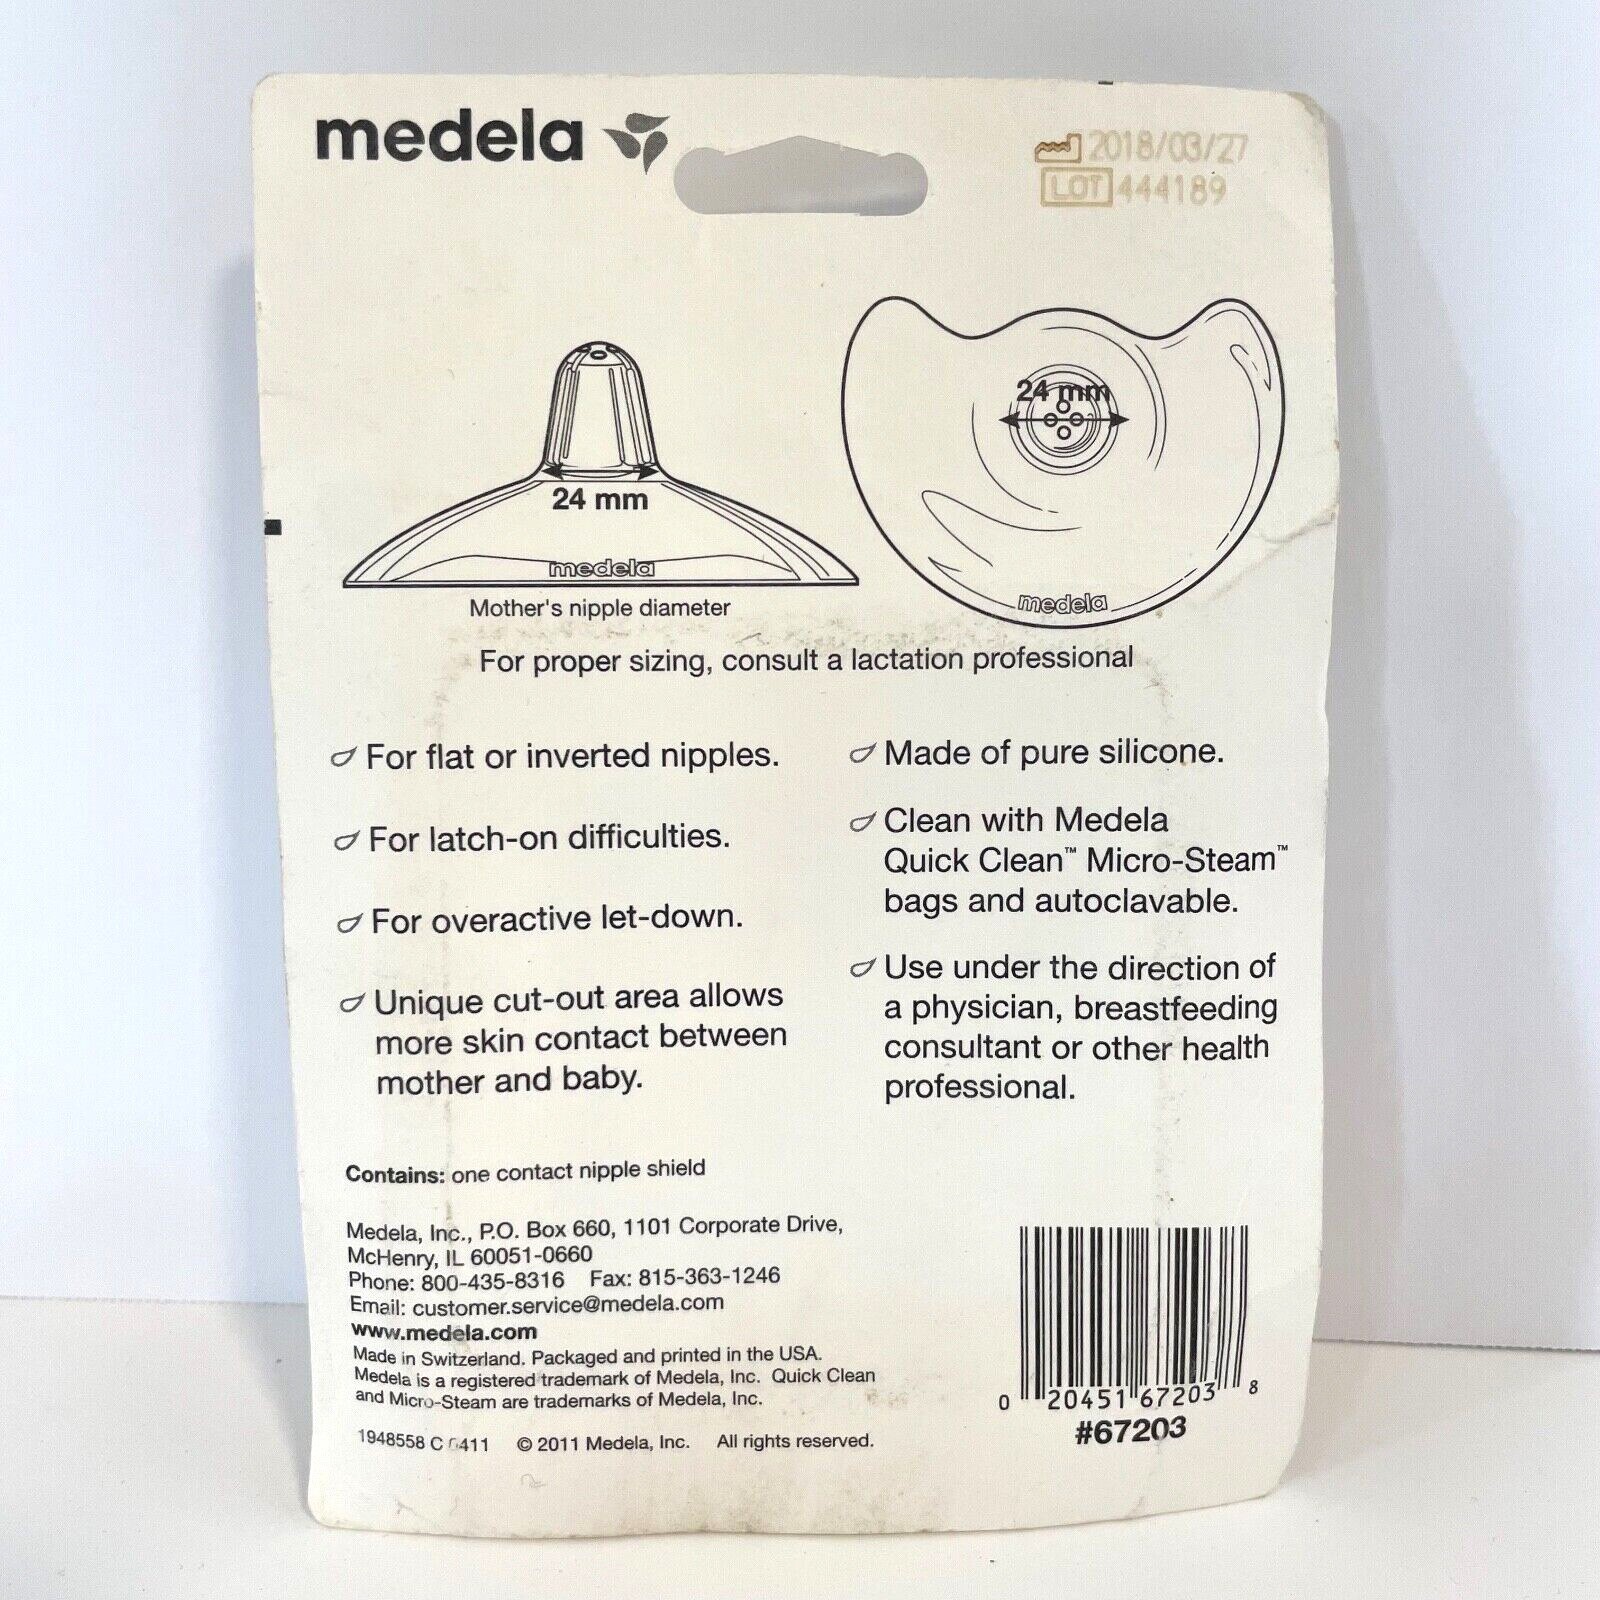 medela
2018/03/27
LOT 444189
24 mm
24 mm
medela
medela
Mother's nipple diameter
For proper sizing, consult a lactation professional
For flat or inverted nipples.
For latch-on difficulties.
For overactive let-down.
Unique cut-out area allows
more skin contact between
mother and baby.
Made of pure silicone.
Clean with Medela
Quick Clean™ Micro-Steam™
bags and autoclavable.
Use under the direction of
a physician, breastfeeding
consultant or other health
professional.
Contains: one contact nipple shield
Medela, Inc., P.O. Box 660, 1101 Corporate Drive,
McHenry, IL 60051-0660
Phone: 800-435-8316 Fax: 815-363-1246
Email: customer.service@medela.com
www.medela.com
Made in Switzerland. Packaged and printed in the USA.
Medela is a registered trademark of Medela, Inc. Quick Clean
and Micro-Steam are trademarks of Medela, Inc.
1948558 C 0411 © 2011 Medela, Inc. All rights reserved.
0 20451 67203 8
#67203